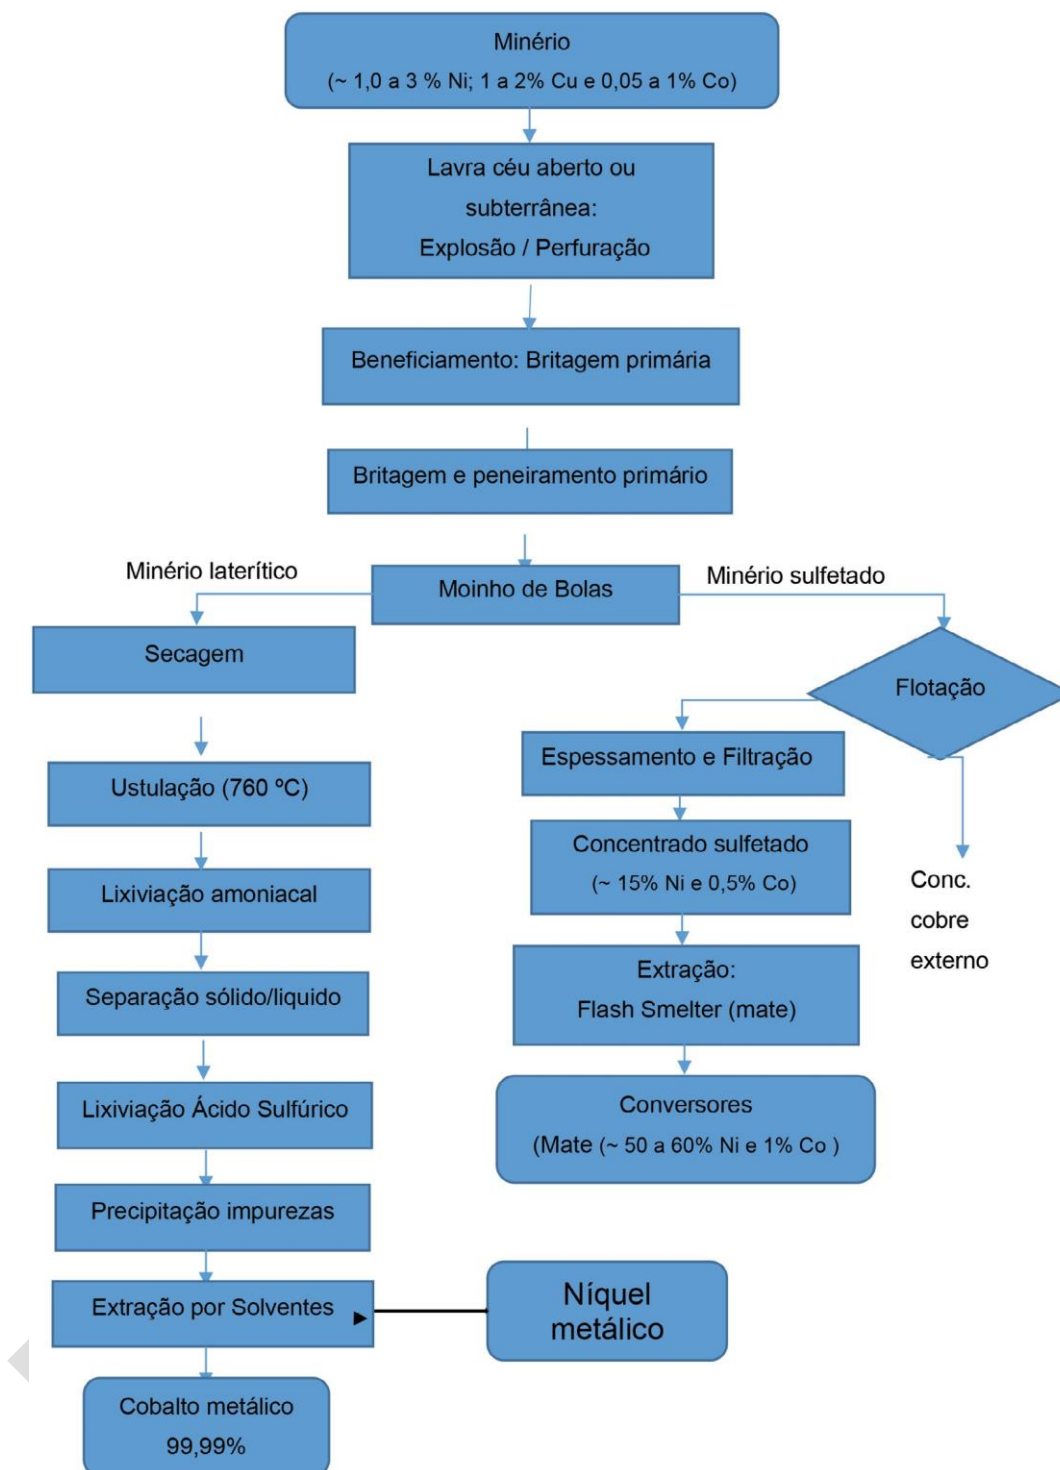 Minério
(~ 1,0 a 3 % Ni; 1 a 2% Cu e 0,05 a 1% Co)
Lavra céu aberto ou
subterrânea:
Explosão / Perfuração
Beneficiamento: Britagem primária
Britagem e peneiramento primário
Moinho de Bolas
Minério laterítico
Minério sulfetado
Secagem
Ustulação (760 ºC)
Lixiviação amoniacal
Separação sólido/liquido
Lixiviação Ácido Sulfúrico
Precipitação impurezas
Extração por Solventes
Níquel
metálico
Cobalto metálico
99,99%
Flotação
Espessamento e Filtração
Concentrado sulfetado
(~ 15% Ni e 0,5% Co)
Extração:
Flash Smelter (mate)
Conversores
(Mate (~ 50 a 60% Ni e 1% Co )
Conc.
cobre
externo